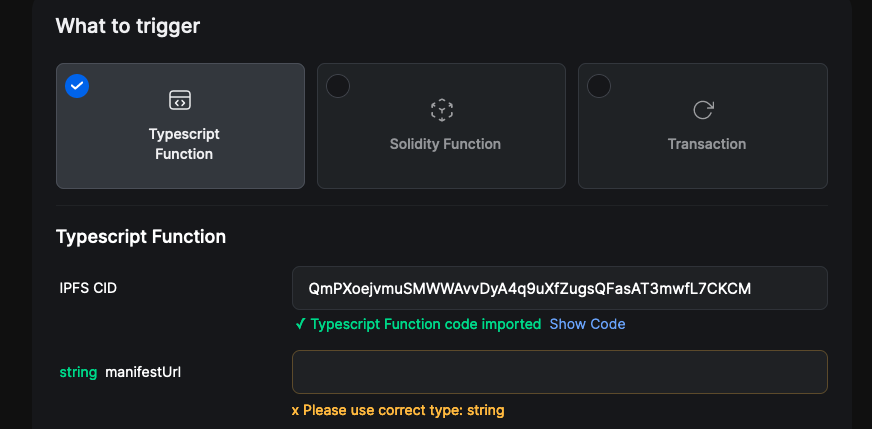 What to trigger
Typescript
Function
Solidity Function
Transaction
Typescript Function
IPFS CID
QmPXoejvmuSMWWAvvDyA4q9uXfZugsQFasAT3mwfL7CKCM
✓ Typescript Function code imported Show Code
string manifestUrl
x Please use correct type: string